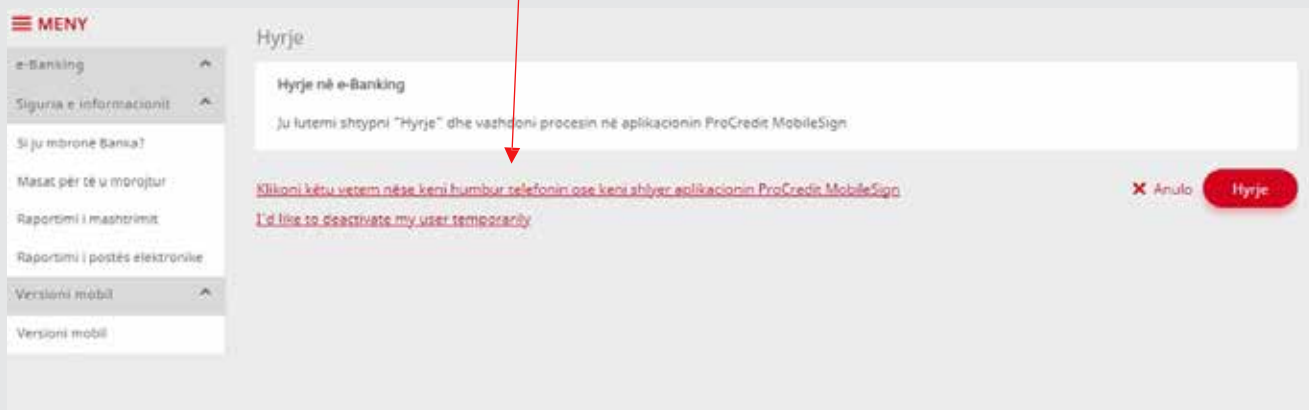 MENY
e-Banking
Siguria e informacionit
Si ju mbronë Banka?
Masat për të u mbrojtur
Raportimi i mashtrimit
Raportimi i postës elektronike
Versioni mobil
Versioni mobil
Hyrje
Hyrje në e-Banking
Ju lutemi shtypni "Hyrje" dhe vazhdoni procesin në aplikacionin ProCredit MobileSign
Klikoni këtu vetem nëse keni humbur telefonin ose keni shlyer aplikacionin ProCredit MobileSign
I'd like to deactivate my user temporarily
Anulo
Hyrje